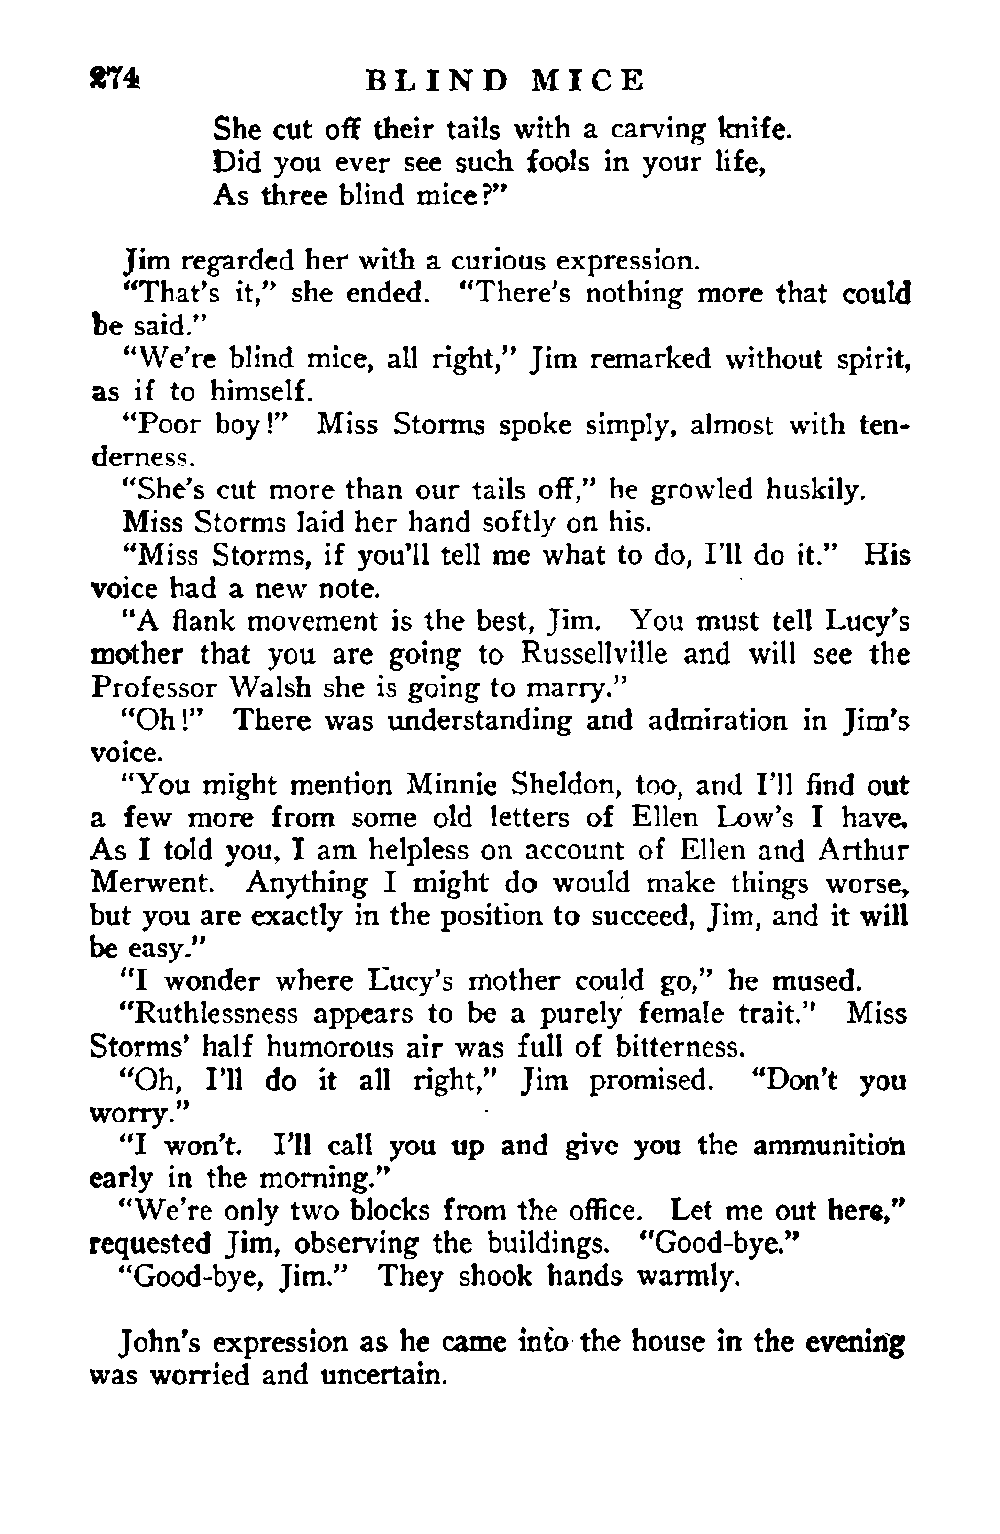 274 BLIND MICE
She cut off their tails with a carving knife.
Did you ever see such fools in your life,
As three blind mice?”
Jim regarded her with a curious expression.
“That’s it,” she ended. “There’s nothing more that could
be said.”
“We’re blind mice, all right,” Jim remarked without spirit,
as if to himself.
“Poor boy!” Miss Storms spoke simply, almost with ten-
derness.
“She’s cut more than our tails off,” he growled huskily.
Miss Storms laid her hand softly on his.
“Miss Storms, if you’ll tell me what to do, I’ll do it.” His
voice had a new note.
“A flank movement is the best, Jim. You must tell Lucy’s
mother that you are going to Russellville and will see the
Professor Walsh she is going to marry.”
“Oh!” There was understanding and admiration in Jim’s
voice.
“You might mention Minnie Sheldon, too, and I’ll find out
a few more from some old letters of Ellen Low’s I have.
As I told you, I am helpless on account of Ellen and Arthur
Merwent. Anything I might do would make things worse,
but you are exactly in the position to succeed, Jim, and it will
be easy.”
“I wonder where Lucy’s mother could go,” he mused.
“Ruthlessness appears to be a purely female trait.” Miss
Storms’ half humorous air was full of bitterness.
“Oh, I’ll do it all right,” Jim promised. “Don’t you
worry.”
“I won’t. I’ll call you up and give you the ammunition
early in the morning.”
“We’re only two blocks from the office. Let me out here,”
requested Jim, observing the buildings. “Good-bye.”
“Good-bye, Jim.” They shook hands warmly.
John’s expression as he came into the house in the evening
was worried and uncertain.